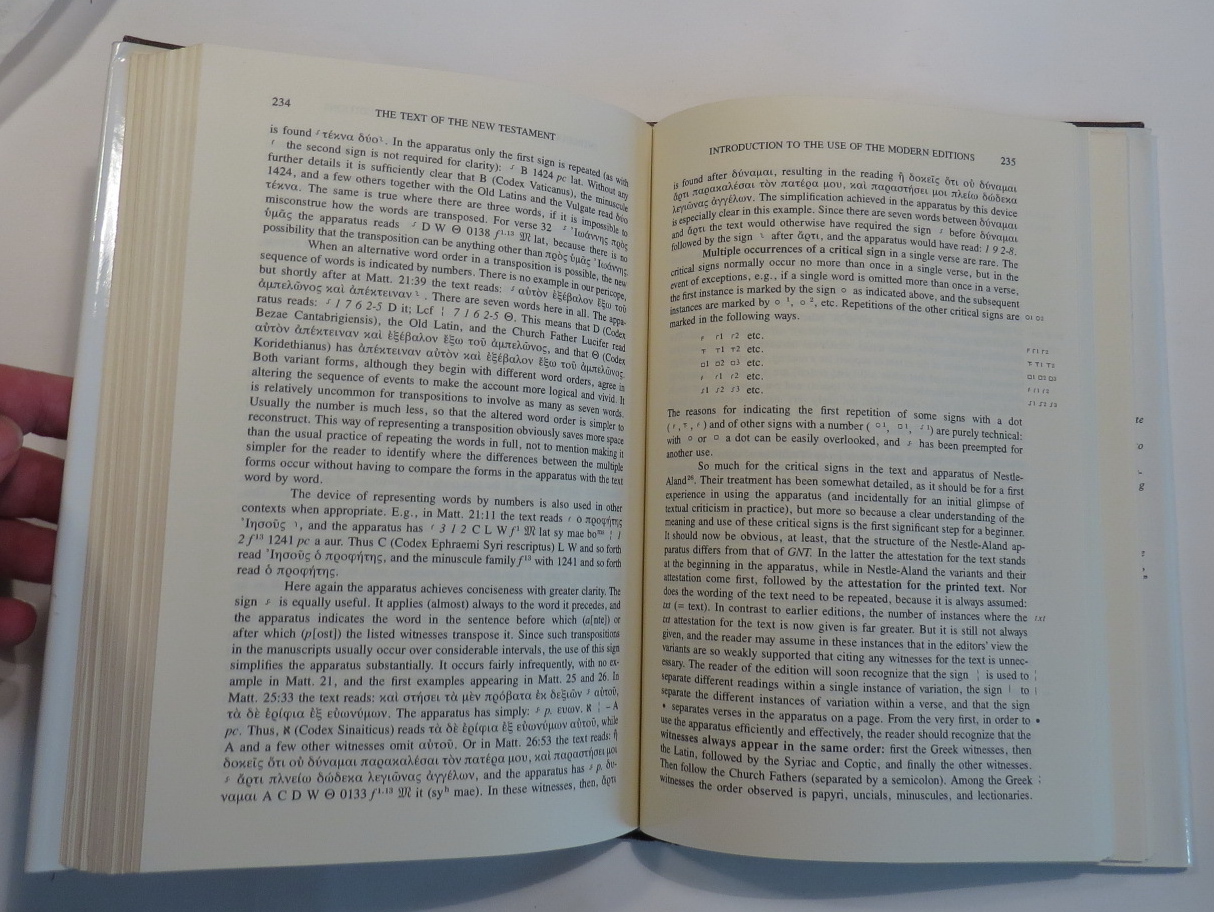 234
THE TEXT OF THE NEW TESTAMENT
is found ⸉τέκνα δύο⸊. In the apparatus only the first sign is repeated (as with
⸂ the second sign is not required for clarity): ⸉ B 1424 pc lat. Without any
further details it is sufficiently clear that B (Codex Vaticanus), the minuscule
1424, and a few others together with the Old Latins and the Vulgate read δύο
τέκνα. The same is true where there are three words, if it is impossible to
misconstrue how the words are transposed. For verse 32 ⸉Ἰωάννης πρὸς
ὑμᾶς the apparatus reads ⸉ D W Θ 0138 f1.13 𝔐 lat, because there is no
possibility that the transposition can be anything other than πρὸς ὑμᾶς Ἰωάννης.
When an alternative word order in a transposition is possible, the new
sequence of words is indicated by numbers. There is no example in our pericope,
but shortly after at Matt. 21:39 the text reads: ⸉αὐτὸν ἐξέβαλον ἔξω τοῦ
ἀμπελῶνος καὶ ἀπέκτειναν⸊. There are seven words here in all. The appa-
ratus reads: ⸉1 7 6 2-5 D it; Lcf ¦ 7 1 6 2-5 Θ. This means that D (Codex
Bezae Cantabrigiensis), the Old Latin, and the Church Father Lucifer read
αὐτὸν ἀπέκτειναν καὶ ἐξέβαλον ἔξω τοῦ ἀμπελῶνος, and that Θ (Codex
Koridethianus) has ἀπέκτειναν αὐτὸν καὶ ἐξέβαλον ἔξω τοῦ ἀμπελῶνος.
Both variant forms, although they begin with different word orders, agree in
altering the sequence of events to make the account more logical and vivid. It
is relatively uncommon for transpositions to involve as many as seven words.
Usually the number is much less, so that the altered word order is simpler to
reconstruct. This way of representing a transposition obviously saves more space
than the usual practice of repeating the words in full, not to mention making it
simpler for the reader to identify where the differences between the multiple
forms occur without having to compare the forms in the apparatus with the text
word by word.
The device of representing words by numbers is also used in other
contexts when appropriate. E.g., in Matt. 21:11 the text reads ⸂ο προφήτης
Ἰησοῦς⸃, and the apparatus has ⸂3 1 2 C L W f1 𝔐 lat sy mae boms ¦ 1
2 f13 1241 pc a aur. Thus C (Codex Ephraemi Syri rescriptus) L W and so forth
read Ἰησοῦς ὁ προφήτης, and the minuscule family f13 with 1241 and so forth
read ὁ προφήτης.
Here again the apparatus achieves conciseness with greater clarity. The
sign ⸉ is equally useful. It applies (almost) always to the word it precedes, and
the apparatus indicates the word in the sentence before which (a[nte]) or
after which (p[ost]) the listed witnesses transpose it. Since such transpositions
in the manuscripts usually occur over considerable intervals, the use of this sign
simplifies the apparatus substantially. It occurs fairly infrequently, with no ex-
ample in Matt. 21, and the first examples appearing in Matt. 25 and 26. In
Matt. 25:33 the text reads: καὶ στήσει τὰ μὲν πρόβατα ἐκ δεξιῶν ⸉αὐτοῦ,
τὰ δὲ ἐρίφια ἐξ εὐωνύμων. The apparatus has simply: ⸉ p. ευων. ℵ ¦ – A
pc. Thus, ℵ (Codex Sinaiticus) reads τὰ δὲ ἐρίφια ἐξ εὐωνύμων αὐτοῦ, while
A and a few other witnesses omit αὐτοῦ. Or in Matt. 26:53 the text reads: ἢ
δοκεῖς ὅτι οὐ δύναμαι παρακαλέσαι τὸν πατέρα μου, καὶ παραστήσει μοι
⸉ ἄρτι πλνείω δώδεκα λεγιῶνας ἀγγέλων, and the apparatus has ⸉ p. δυ-
ναμαι A C D W Θ 0133 f1.13 𝔐 it (syh mae). In these witnesses, then, ἄρτι
INTRODUCTION TO THE USE OF THE MODERN EDITIONS
235
is found after δύναμαι, resulting in the reading ἢ δοκεῖς ὅτι οὐ δύναμαι
ἄρτι παρακαλέσαι τὸν πατέρα μου, καὶ παραστήσει μοι πλείω δώδεκα
λεγιῶνας ἀγγέλων. The simplification achieved in the apparatus by this device
is especially clear in this example. Since there are seven words between δύναμαι
and ἄρτι the text would otherwise have required the sign ⸉ before δύναμαι
followed by the sign ⸊ after ἄρτι, and the apparatus would have read: 1 9 2-8.
Multiple occurrences of a critical sign in a single verse are rare. The
critical signs normally occur no more than once in a single verse, but in the
event of exceptions, e.g., if a single word is omitted more than once in a verse,
the first instance is marked by the sign ο as indicated above, and the subsequent
instances are marked by ο 1, ο 2, etc. Repetitions of the other critical signs are ο1 ο2
marked in the following ways.
⸀ ⸀1 ⸀2 etc.
⸆ ⸆1 ⸆2 etc.
□1 □2 □3 etc.
⸂ ⸂1 ⸂2 etc.
⸉1 ⸉2 ⸉3 etc.
⸀ ⸀1 ⸀2
⸆ ⸆1 ⸆2
□1 □2 □3
⸂ ⸂1 ⸂2
⸉1 ⸉2 ⸉3
The reasons for indicating the first repetition of some signs with a dot
(⸁, ⸆, ⸂) and of other signs with a number (ο1, □1, ⸉1) are purely technical:
with ο or □ a dot can be easily overlooked, and ⸉ has been preempted for
another use.
So much for the critical signs in the text and apparatus of Nestle-
Aland26. Their treatment has been somewhat detailed, as it should be for a first
experience in using the apparatus (and incidentally for an initial glimpse of
textual criticism in practice), but more so because a clear understanding of the
meaning and use of these critical signs is the first significant step for a beginner.
It should now be obvious, at least, that the structure of the Nestle-Aland ap-
paratus differs from that of GNT. In the latter the attestation for the text stands
at the beginning in the apparatus, while in Nestle-Aland the variants and their
attestation come first, followed by the attestation for the printed text. Nor
does the wording of the text need to be repeated, because it is always assumed:
txt (= text). In contrast to earlier editions, the number of instances where the txt
txt attestation for the text is now given is far greater. But it is still not always
given, and the reader may assume in these instances that in the editors' view the
variants are so weakly supported that citing any witnesses for the text is unnec-
essary. The reader of the edition will soon recognize that the sign ¦ is used to ¦
separate different readings within a single instance of variation, the sign | to |
separate the different instances of variation within a verse, and that the sign
• separates verses in the apparatus on a page. From the very first, in order to •
use the apparatus efficiently and effectively, the reader should recognize that the
witnesses always appear in the same order: first the Greek witnesses, then
the Latin, followed by the Syriac and Coptic, and finally the other witnesses.
Then follow the Church Fathers (separated by a semicolon). Among the Greek ;
witnesses the order observed is papyri, uncials, minuscules, and lectionaries.
te
g